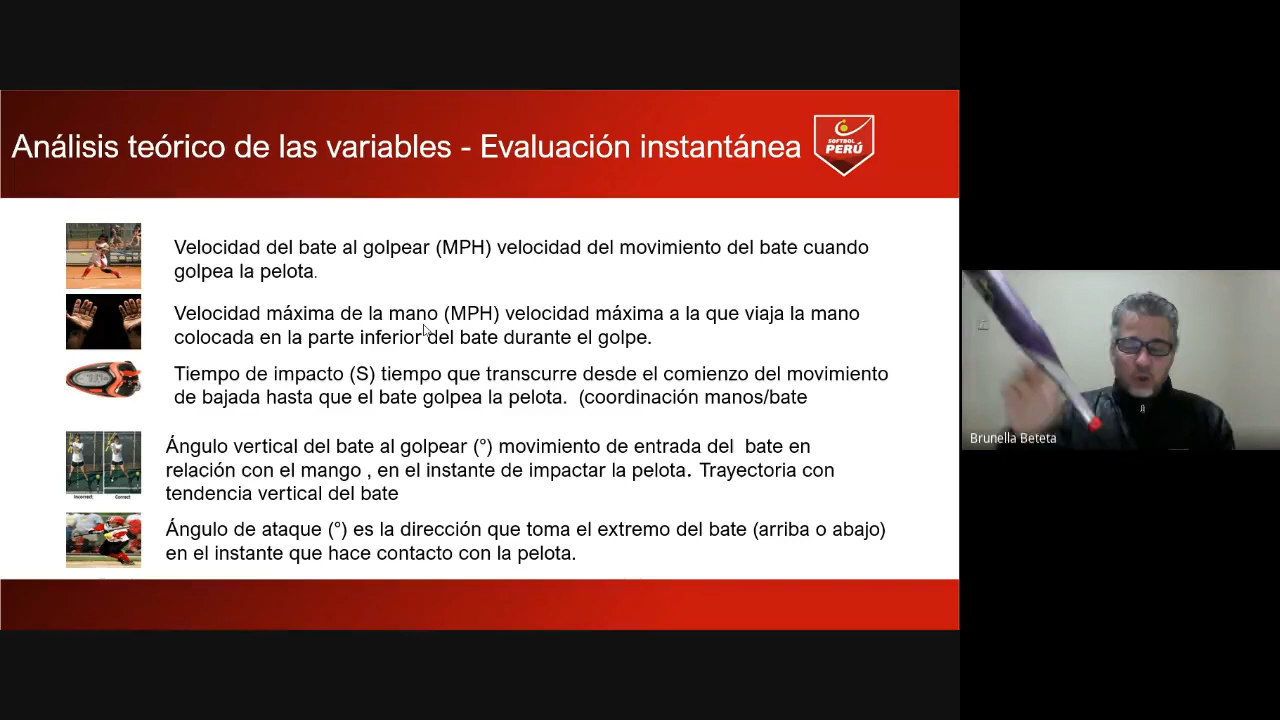 Análisis teórico de las variables - Evaluación instantánea
SOFTBOL
PERÚ
Velocidad del bate al golpear (MPH) velocidad del movimiento del bate cuando
golpea la pelota.
Velocidad máxima de la mano (MPH) velocidad máxima a la que viaja la mano
colocada en la parte inferior del bate durante el golpe.
Tiempo de impacto (S) tiempo que transcurre desde el comienzo del movimiento
de bajada hasta que el bate golpea la pelota. (coordinación manos/bate
Ángulo vertical del bate al golpear (°) movimiento de entrada del bate en
relación con el mango , en el instante de impactar la pelota. Trayectoria con
tendencia vertical del bate
Incorrect Correct
Ángulo de ataque (°) es la dirección que toma el extremo del bate (arriba o abajo)
en el instante que hace contacto con la pelota.
Brunella Beteta